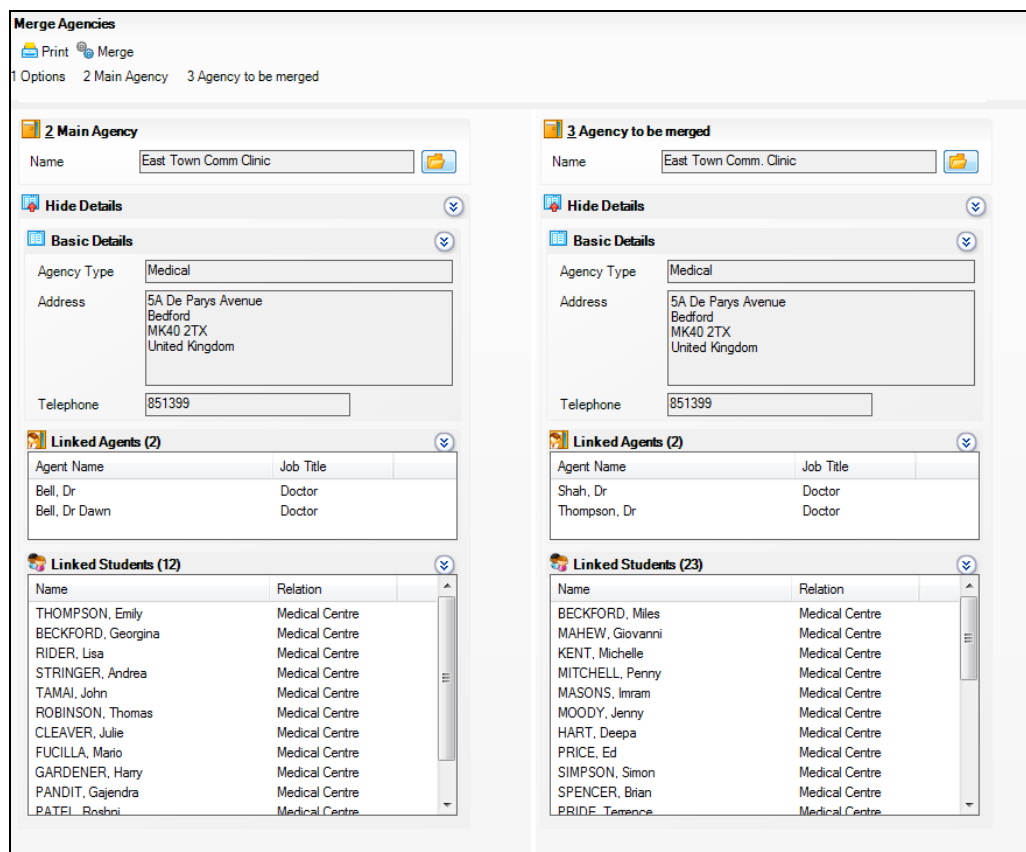 Merge Agencies
Print Merge
1 Options 2 Main Agency 3 Agency to be merged
2 Main Agency
Name East Town Comm Clinic
Hide Details
Basic Details
Agency Type Medical
Address 5A De Parys Avenue
Bedford
MK40 2TX
United Kingdom
Telephone 851399
Linked Agents (2)
Agent Name Job Title
Bell, Dr Doctor
Bell, Dr Dawn Doctor
Linked Students (12)
Name Relation
THOMPSON, Emily Medical Centre
BECKFORD, Georgina Medical Centre
RIDER, Lisa Medical Centre
STRINGER, Andrea Medical Centre
TAMAI, John Medical Centre
ROBINSON, Thomas Medical Centre
CLEAVER, Julie Medical Centre
FUCILLA, Mario Medical Centre
GARDENER, Harry Medical Centre
PANDIT, Gajendra Medical Centre
PATEL, Roshni Medical Centre
3 Agency to be merged
Name East Town Comm. Clinic
Hide Details
Basic Details
Agency Type Medical
Address 5A De Parys Avenue
Bedford
MK40 2TX
United Kingdom
Telephone 851399
Linked Agents (2)
Agent Name Job Title
Shah, Dr Doctor
Thompson, Dr Doctor
Linked Students (23)
Name Relation
BECKFORD, Miles Medical Centre
MAHEW, Giovanni Medical Centre
KENT, Michelle Medical Centre
MITCHELL, Penny Medical Centre
MASONS, Imram Medical Centre
MOODY, Jenny Medical Centre
HART, Deepa Medical Centre
PRICE, Ed Medical Centre
SIMPSON, Simon Medical Centre
SPENCER, Brian Medical Centre
PRIDE, Terrence Medical Centre